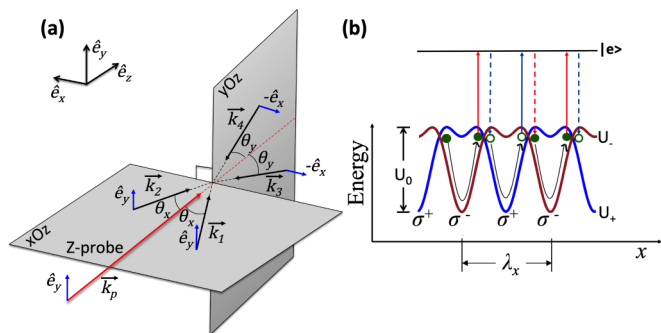 (a)
ê_y
ê_x
ê_z
yOz
-ê_x
k_4
θ_y
θ_y
-ê_x
k_3
ê_y
k_2
θ_x
θ_x
k_1
ê_y
xOz
Z-probe
ê_y
k_p
(b)
|e>
Energy
U_0
U_-
U_+
σ^+ σ^- σ^+ σ^-
x
λ_x